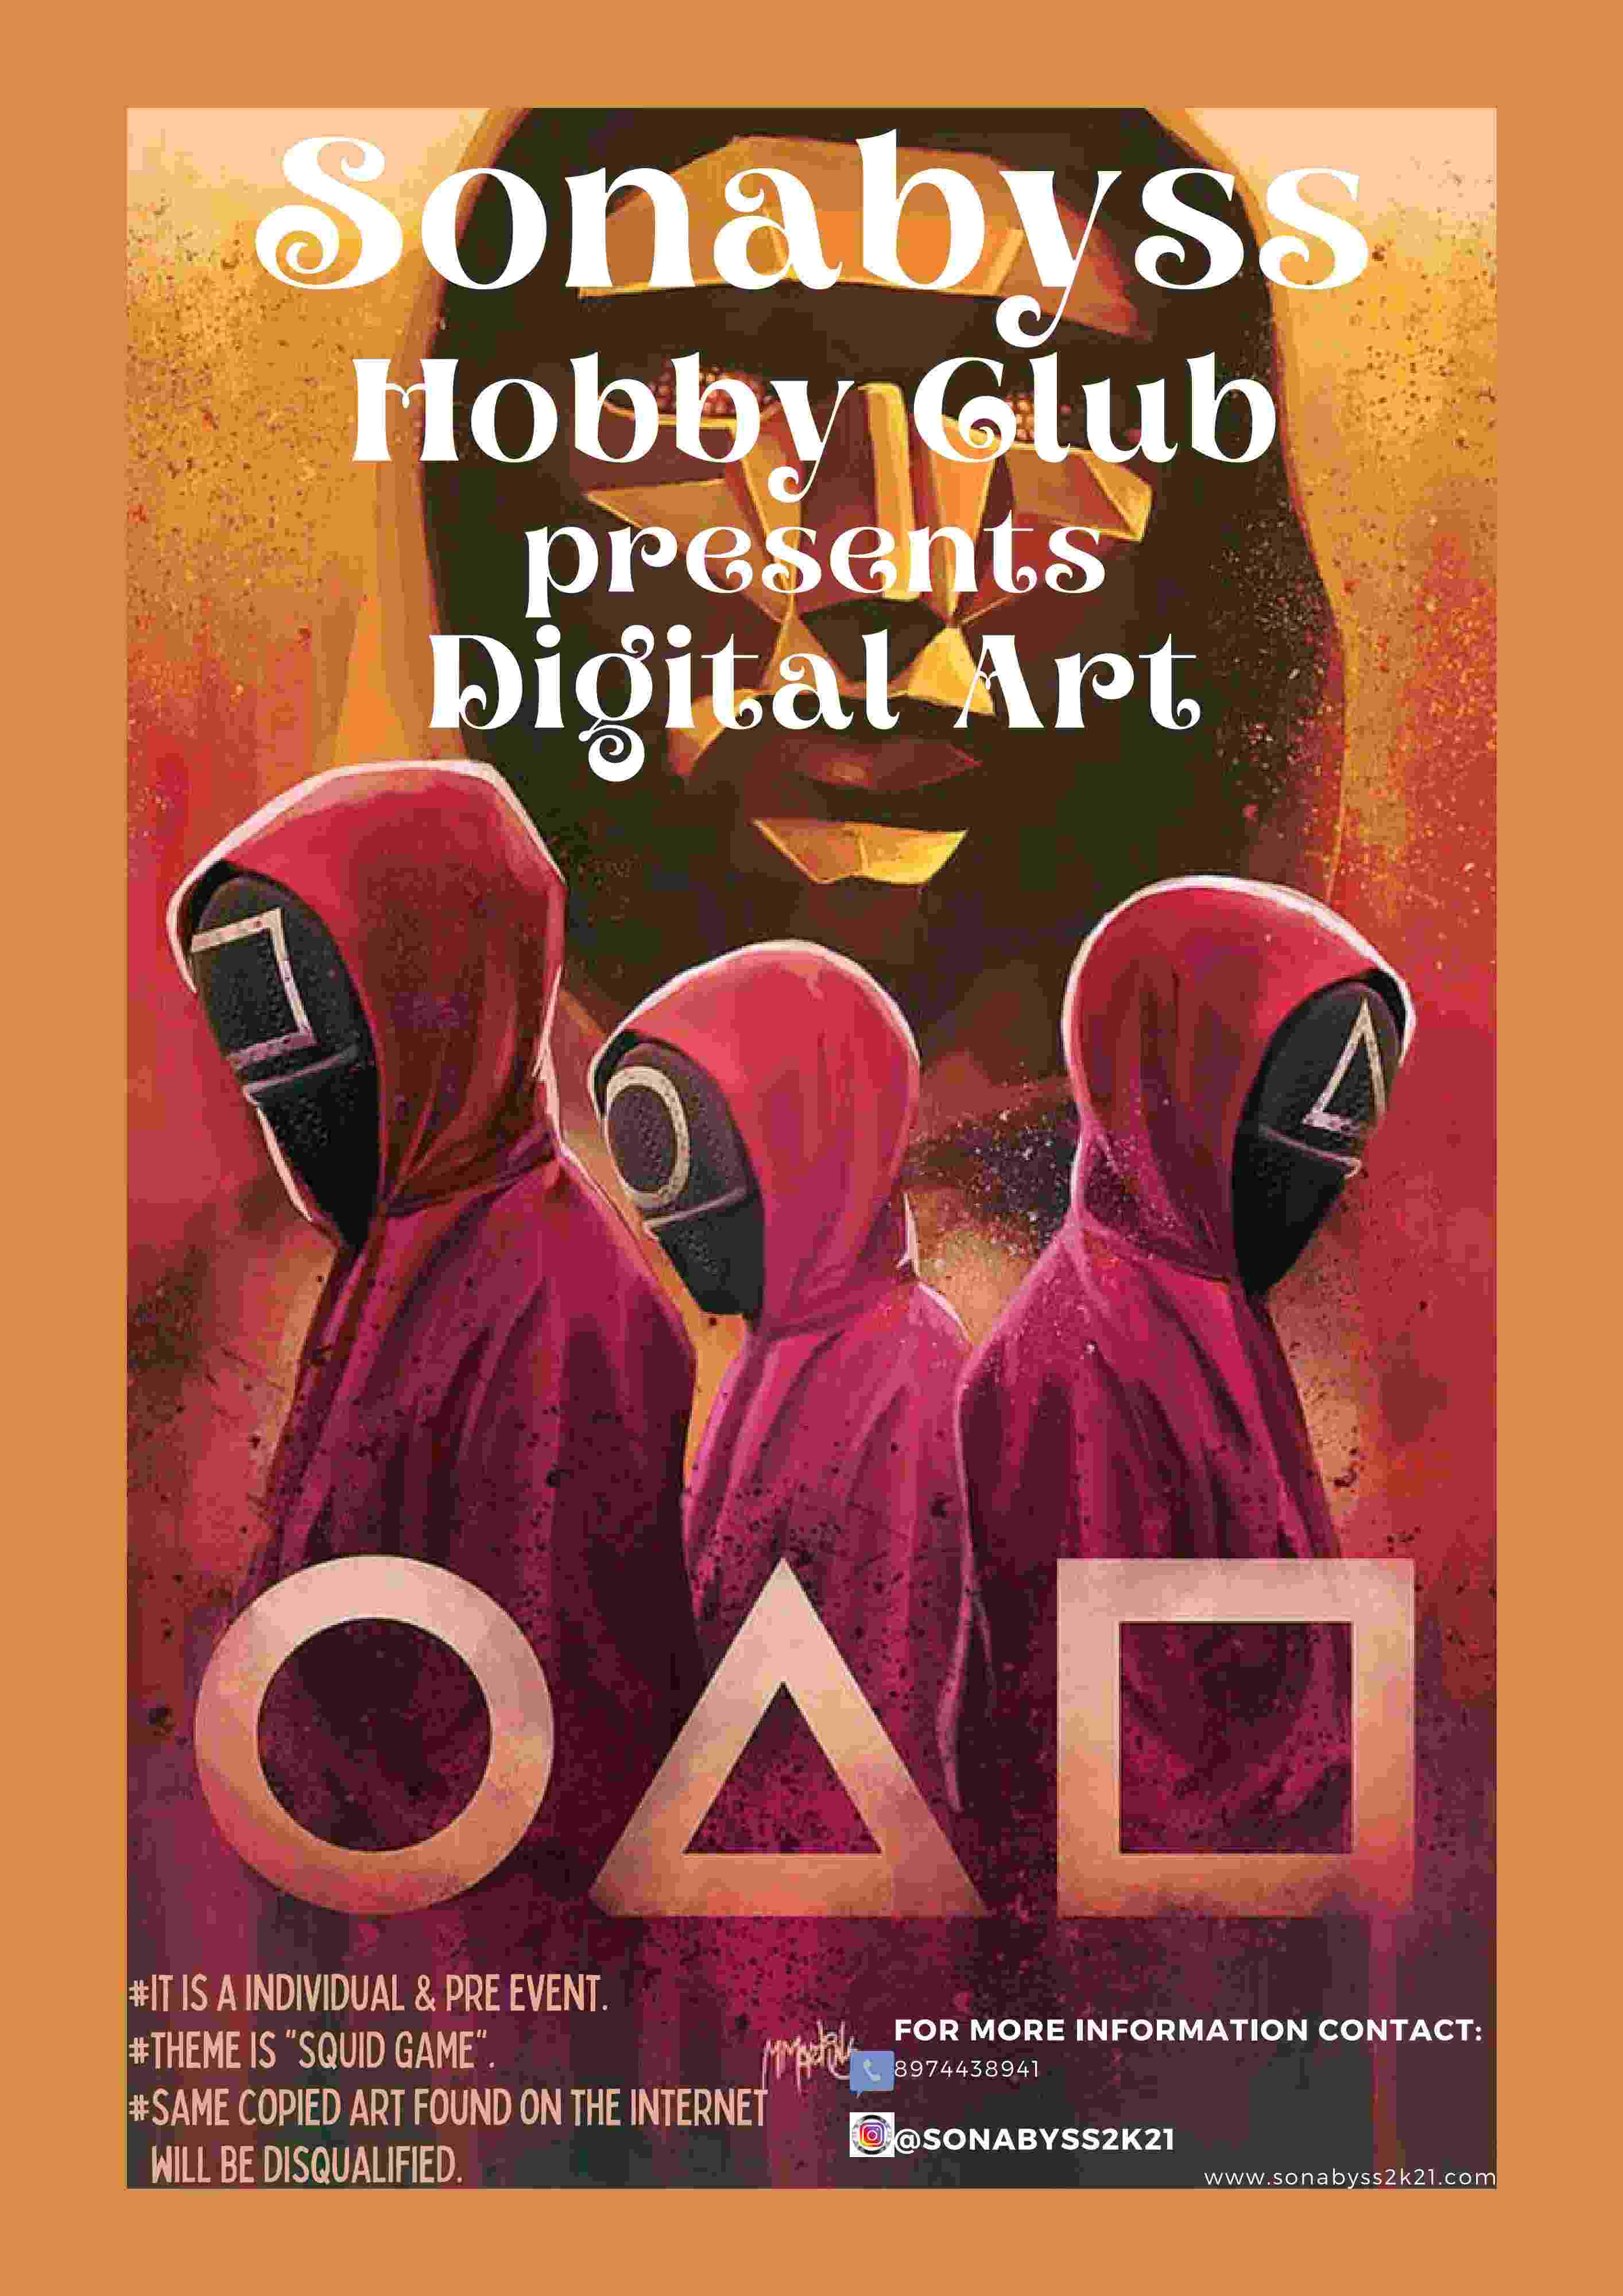 Sonabyss
Hobby Club
presents
Digital Art
#IT IS A INDIVIDUAL & PRE EVENT.
#THEME IS "SQUID GAME".
#SAME COPIED ART FOUND ON THE INTERNET
WILL BE DISQUALIFIED.
FOR MORE INFORMATION CONTACT:
8974438941
@SONABYSS2K21
www.sonabyss2k21.com